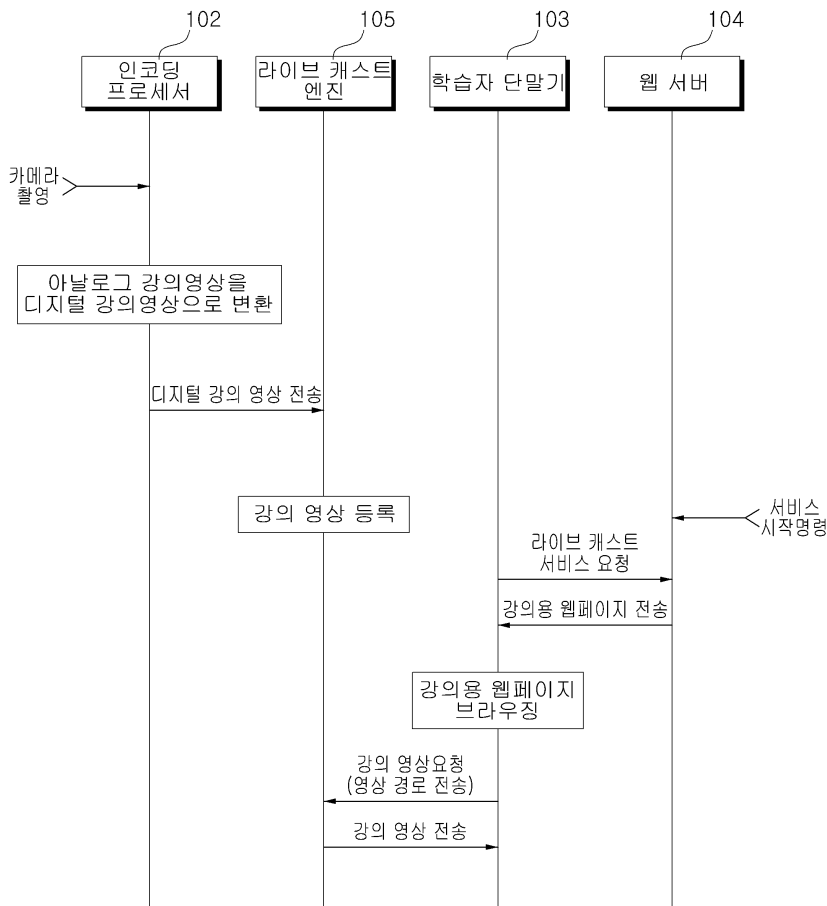 102
105
103
104
인코딩
프로세서
라이브 캐스트
엔진
학습자 단말기
웹 서버
카메라
촬영
아날로그 강의영상을
디지털 강의영상으로 변환
디지털 강의 영상 전송
강의 영상 등록
서비스
시작명령
라이브 캐스트
서비스 요청
강의용 웹페이지 전송
강의용 웹페이지
브라우징
강의 영상요청
(영상 경로 전송)
강의 영상 전송